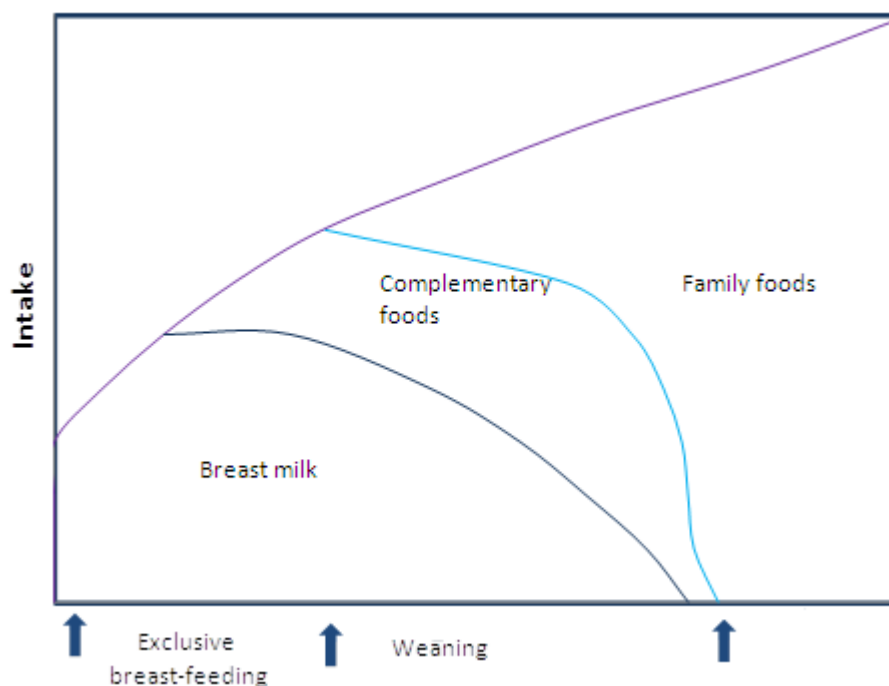 Intake
Complementary
foods
Family foods
Breast milk
Exclusive
breast-feeding
Weaning